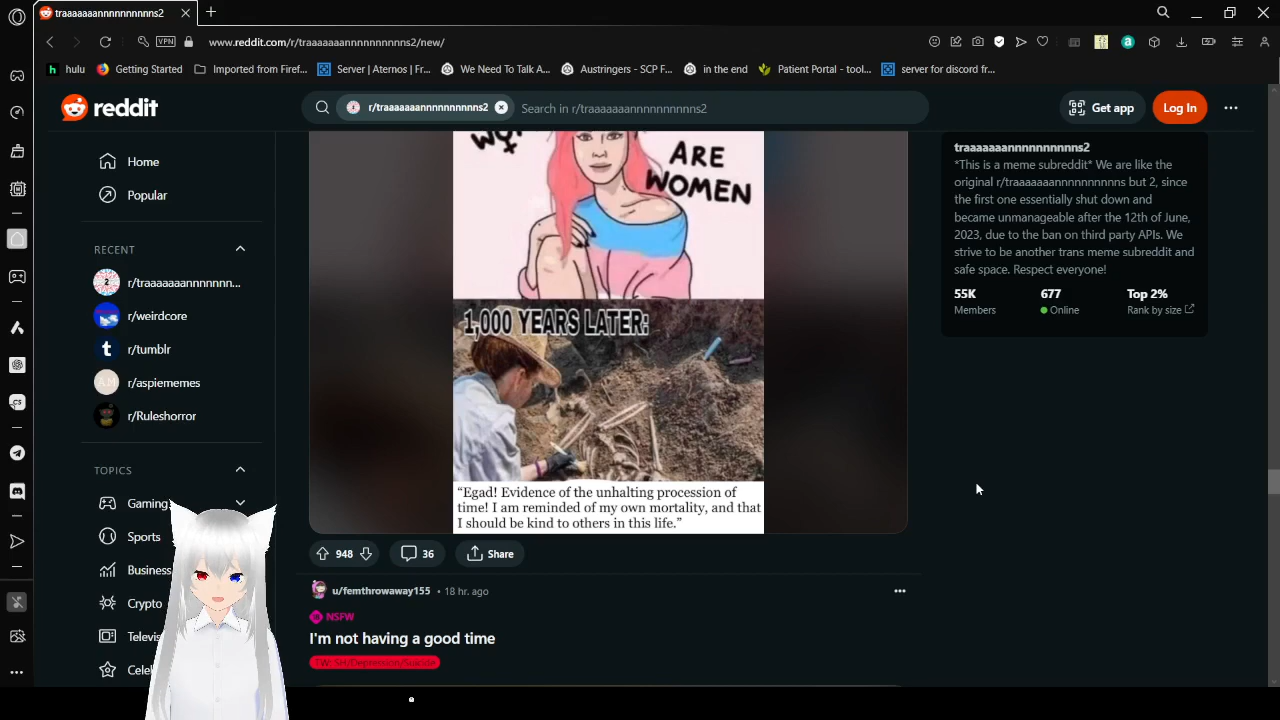 traaaaaaannnnnnnnnns2
www.reddit.com/r/traaaaaaannnnnnnnnns2/new/
VPN
hulu
Getting Started
Imported from Firef...
Server | Aternos | Fr...
We Need To Talk A...
Austringers - SCP F...
in the end
Patient Portal - tool...
server for discord fr...
reddit
r/traaaaaaannnnnnnnnns2
Search in r/traaaaaaannnnnnnnnns2
Get app
Log In
Home
Popular
RECENT
r/traaaaaaannnnnnn...
r/weirdcore
r/tumblr
r/aspiememes
r/Ruleshorror
TOPICS
Gaming
Sports
Business
Crypto
Televis
Celeb
ARE
WOMEN
1,000 YEARS LATER:
“Egad! Evidence of the unhalting procession of
time! I am reminded of my own mortality, and that
I should be kind to others in this life.”
948
36
Share
u/femthrowaway155 • 18 hr. ago
NSFW
I'm not having a good time
TW: SH/Depression/Suicide
traaaaaaannnnnnnnnns2
*This is a meme subreddit* We are like the
original r/traaaaaaannnnnnnnnns but 2, since
the first one essentially shut down and
became unmanageable after the 12th of June,
2023, due to the ban on third party APIs. We
strive to be another trans meme subreddit and
safe space. Respect everyone!
55K
Members
677
Online
Top 2%
Rank by size